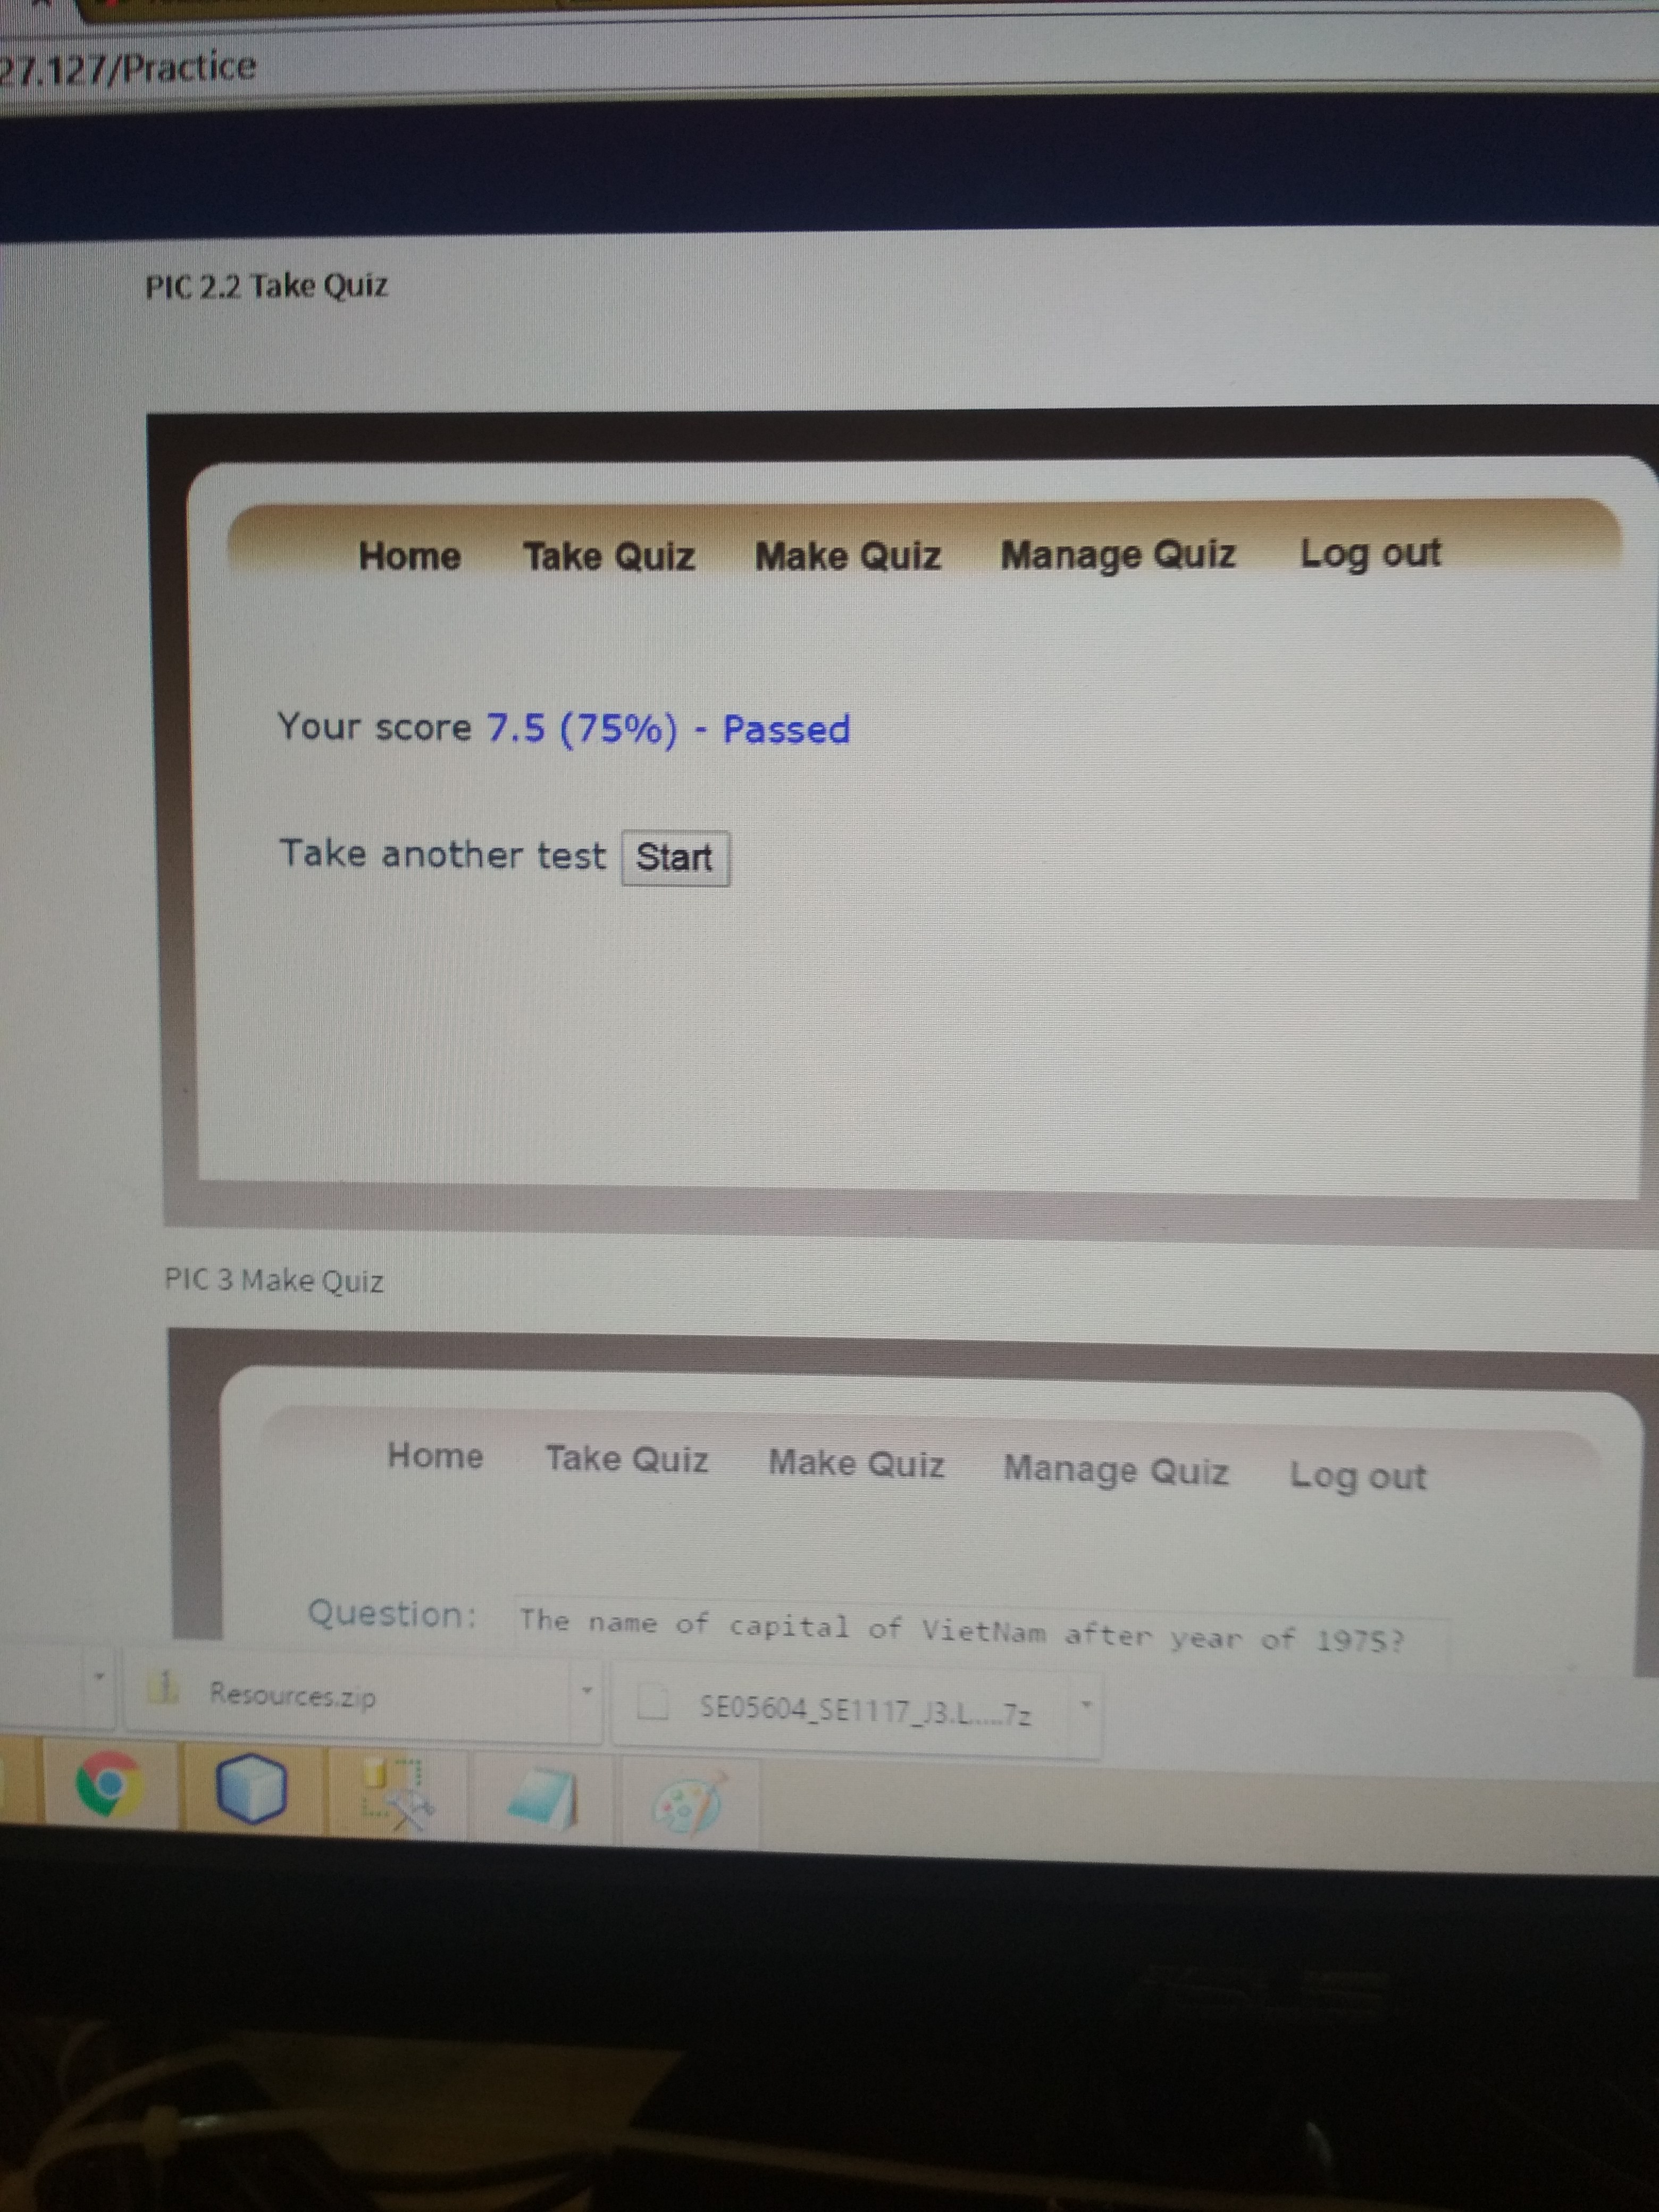 27.127/Practice
PIC 2.2 Take Quiz
Home Take Quiz Make Quiz Manage Quiz Log out
Your score 7.5 (75%) - Passed
Take another test Start
PIC 3 Make Quiz
Home Take Quiz Make Quiz Manage Quiz Log out
Question: The name of capital of VietNam after year of 1975?
Resources.zip SE05604_SE1117_J3.L....7z